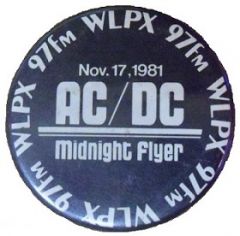 WLPX 97FM WLPX 97FM WLPX 97FM WLPX 97FM
Nov. 17, 1981
AC/DC
Midnight Flyer